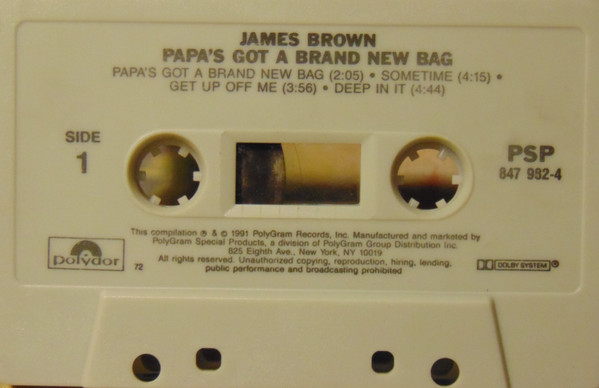 JAMES BROWN
PAPA'S GOT A BRAND NEW BAG
PAPA'S GOT A BRAND NEW BAG (2:05) • SOMETIME (4:15) •
GET UP OFF ME (3:56) • DEEP IN IT (4:44)
SIDE
1
PSP
847 982-4
This compilation ℗ & © 1991 PolyGram Records, Inc. Manufactured and marketed by
PolyGram Special Products, a division of PolyGram Group Distribution Inc.
825 Eighth Ave., New York, NY 10019
All rights reserved. Unauthorized copying, reproduction, hiring, lending,
public performance and broadcasting prohibited
polydor
72
DOLBY SYSTEM ®